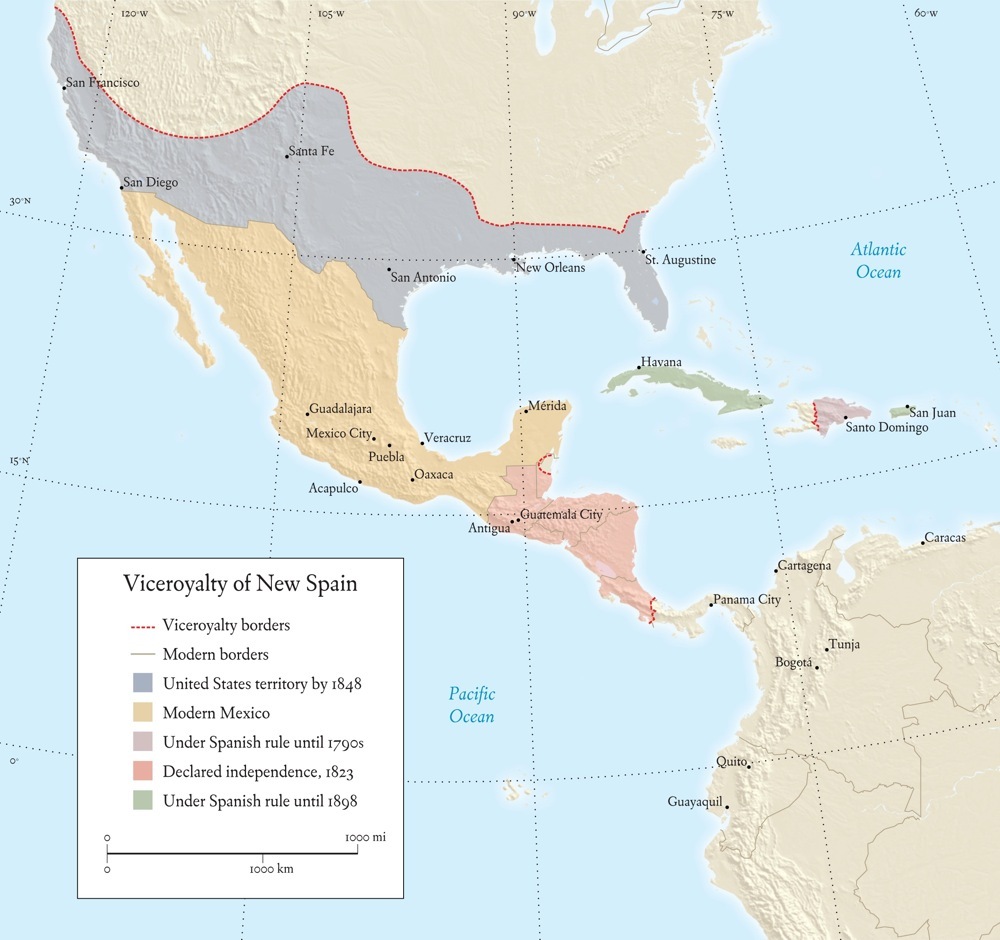 120°W
105°W
90°W
75°W
60°W
San Francisco
Santa Fe
San Diego
30°N
Atlantic
Ocean
St. Augustine
New Orleans
San Antonio
Havana
Guadalajara
Mérida
San Juan
Santo Domingo
Mexico City
Veracruz
Puebla
15°N
Oaxaca
Acapulco
Guatemala City
Antigua
Caracas
Cartagena
Panama City
Tunja
Bogotá
Pacific
Ocean
Quito
0°
Guayaquil
Viceroyalty of New Spain
Viceroyalty borders
Modern borders
United States territory by 1848
Modern Mexico
Under Spanish rule until 1790s
Declared independence, 1823
Under Spanish rule until 1898
0
1000 mi
0
1000 km